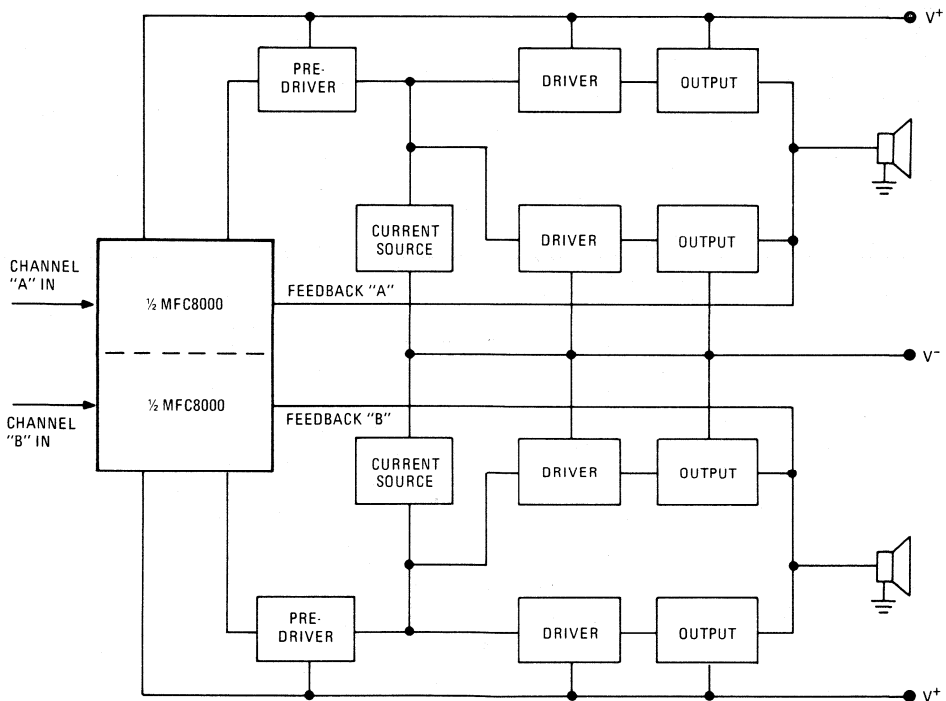 V+
PRE-
DRIVER
DRIVER
OUTPUT
CURRENT
SOURCE
DRIVER
OUTPUT
CHANNEL
"A" IN
½ MFC8000
FEEDBACK "A"
V−
½ MFC8000
CHANNEL
"B" IN
FEEDBACK "B"
CURRENT
SOURCE
DRIVER
OUTPUT
PRE-
DRIVER
DRIVER
OUTPUT
V+